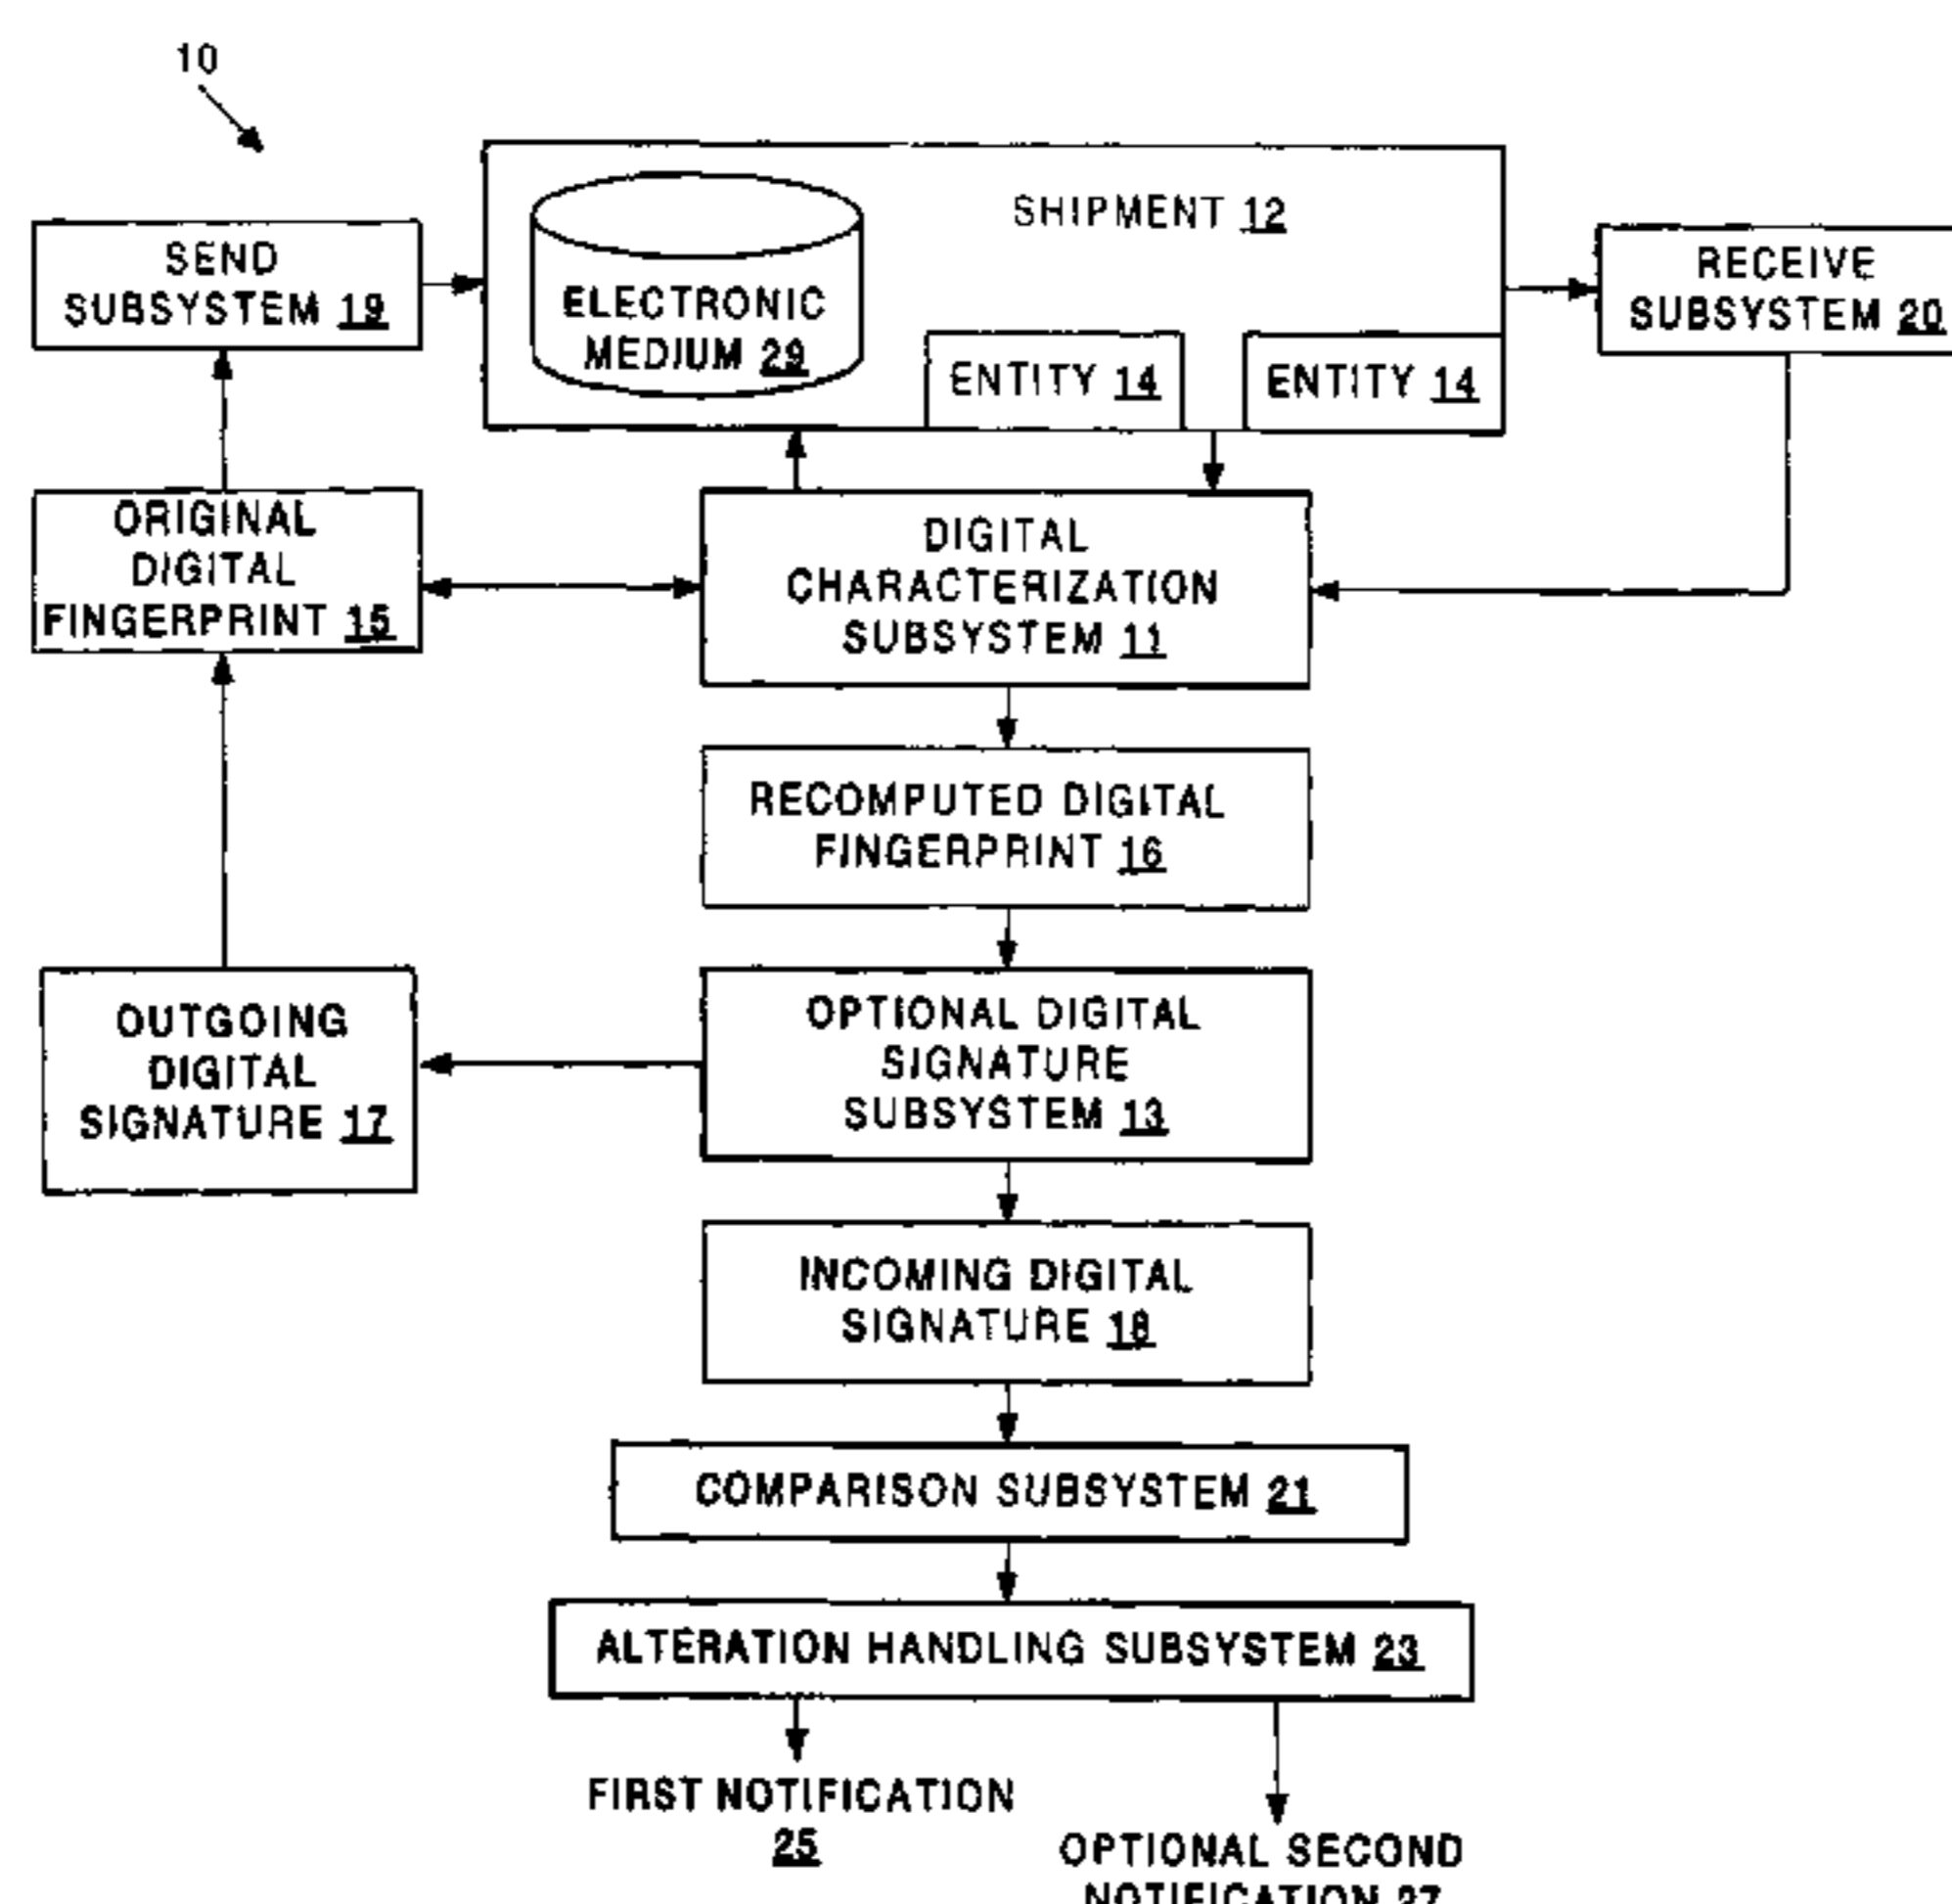 10
SHIPMENT 12
SEND
SUBSYSTEM 19
ELECTRONIC
MEDIUM 29
ENTITY 14
ENTITY 14
RECEIVE
SUBSYSTEM 20
ORIGINAL
DIGITAL
FINGERPRINT 15
DIGITAL
CHARACTERIZATION
SUBSYSTEM 11
RECOMPUTED DIGITAL
FINGERPRINT 16
OUTGOING
DIGITAL
SIGNATURE 17
OPTIONAL DIGITAL
SIGNATURE
SUBSYSTEM 13
INCOMING DIGITAL
SIGNATURE 18
COMPARISON SUBSYSTEM 21
ALTERATION HANDLING SUBSYSTEM 23
FIRST NOTIFICATION
25
OPTIONAL SECOND
NOTIFICATION 27